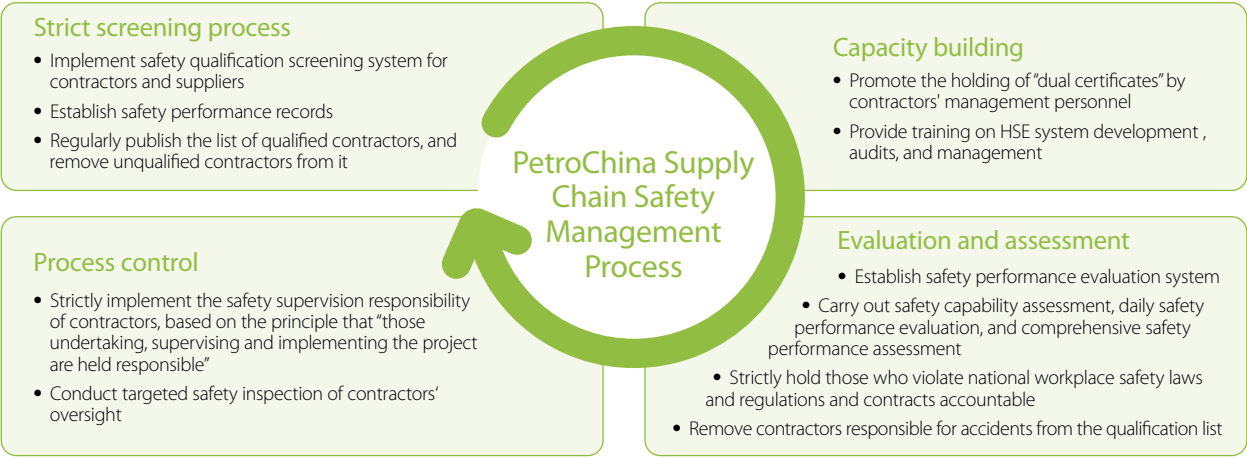 Strict screening process
• Implement safety qualification screening system for
contractors and suppliers
• Establish safety performance records
• Regularly publish the list of qualified contractors, and
remove unqualified contractors from it
Capacity building
• Promote the holding of “dual certificates” by
contractors' management personnel
• Provide training on HSE system development ,
audits, and management
PetroChina Supply
Chain Safety
Management
Process
Process control
• Strictly implement the safety supervision responsibility
of contractors, based on the principle that “those
undertaking, supervising and implementing the project
are held responsible”
• Conduct targeted safety inspection of contractors‘
oversight
Evaluation and assessment
• Establish safety performance evaluation system
• Carry out safety capability assessment, daily safety
performance evaluation, and comprehensive safety
performance assessment
• Strictly hold those who violate national workplace safety laws
and regulations and contracts accountable
• Remove contractors responsible for accidents from the qualification list